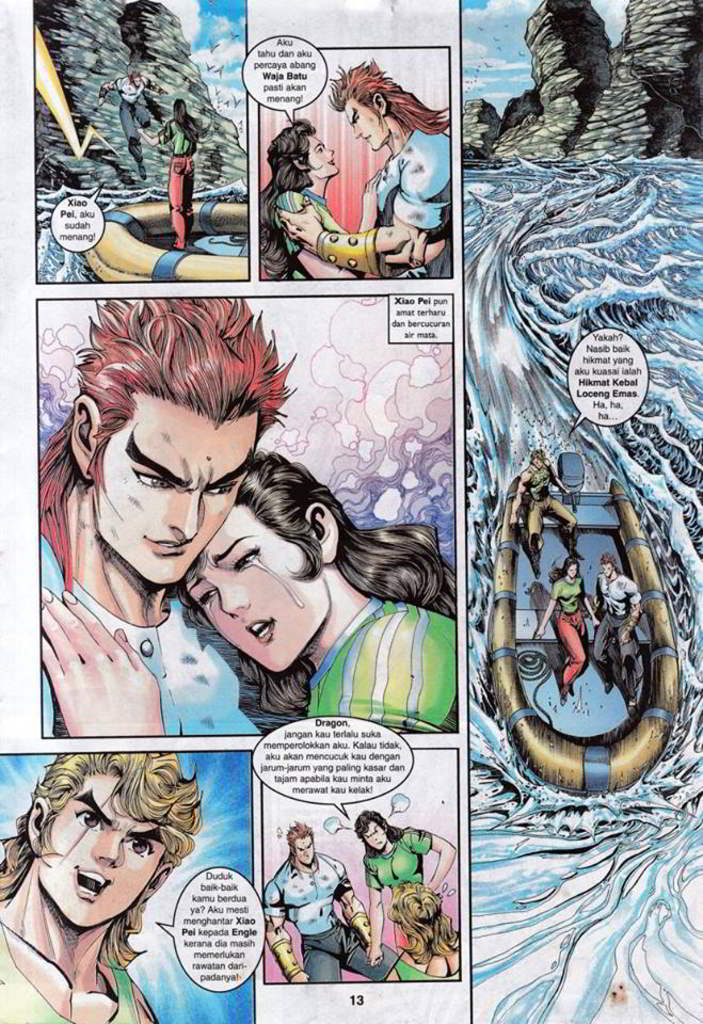 Xiao
Pei, aku
sudah
menang!
Aku
tahu dan aku
percaya abang
Waja Batu
pasti akan
menang!
Xiao Pei pun
amat terharu
dan bercucuran
air mata.
Duduk
baik-baik
kamu berdua
ya? Aku mesti
menghantar Xiao
Pei kepada Engle
kerana dia masih
memerlukan
rawatan dari-
padanya!
Dragon,
jangan kau terlalu suka
memperolokkan aku. Kalau tidak,
aku akan mencucuk kau dengan
jarum-jarum yang paling kasar dan
tajam apabila kau minta aku
merawat kau kelak!
Yakah?
Nasib baik
hikmat yang
aku kuasai ialah
Hikmat Kebal
Loceng Emas.
Ha, ha,
ha...
13